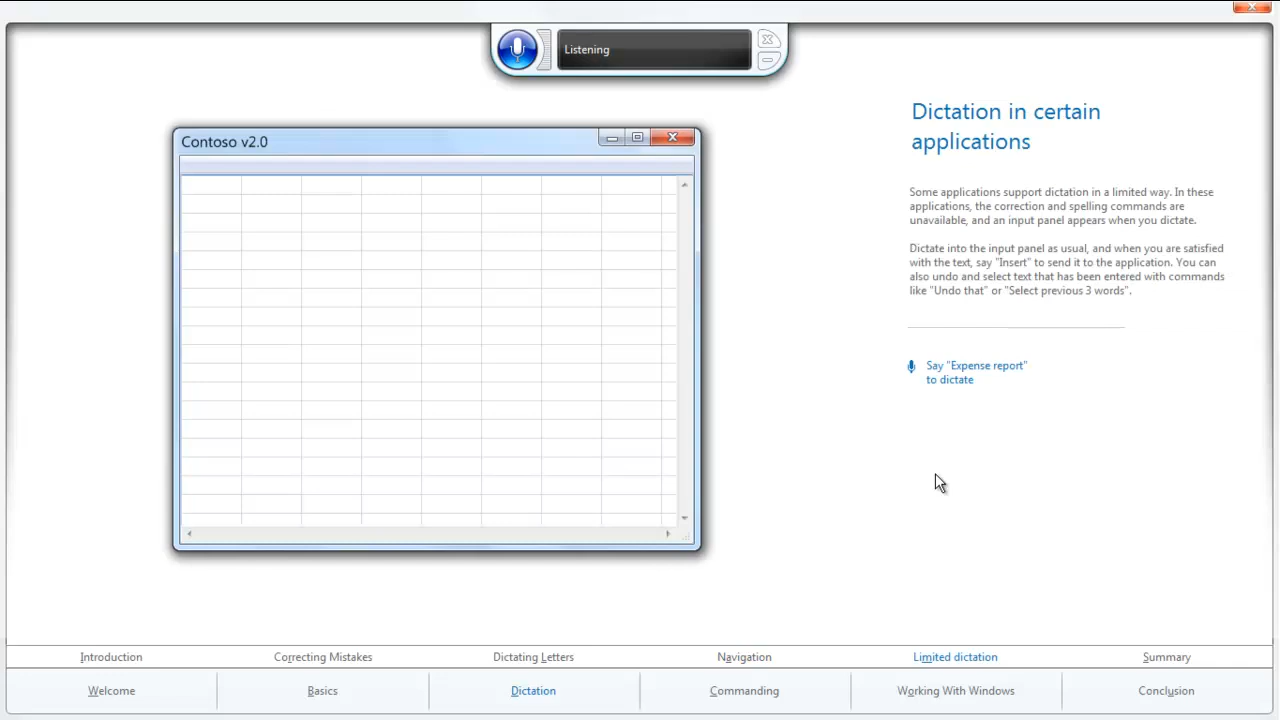 Listening
Contoso v2.0
Dictation in certain
applications
Some applications support dictation in a limited way. In these
applications, the correction and spelling commands are
unavailable, and an input panel appears when you dictate.
Dictate into the input panel as usual, and when you are satisfied
with the text, say "Insert" to send it to the application. You can
also undo and select text that has been entered with commands
like "Undo that" or "Select previous 3 words".
Say "Expense report"
to dictate
Introduction
Correcting Mistakes
Dictating Letters
Navigation
Limited dictation
Summary
Welcome
Basics
Dictation
Commanding
Working With Windows
Conclusion